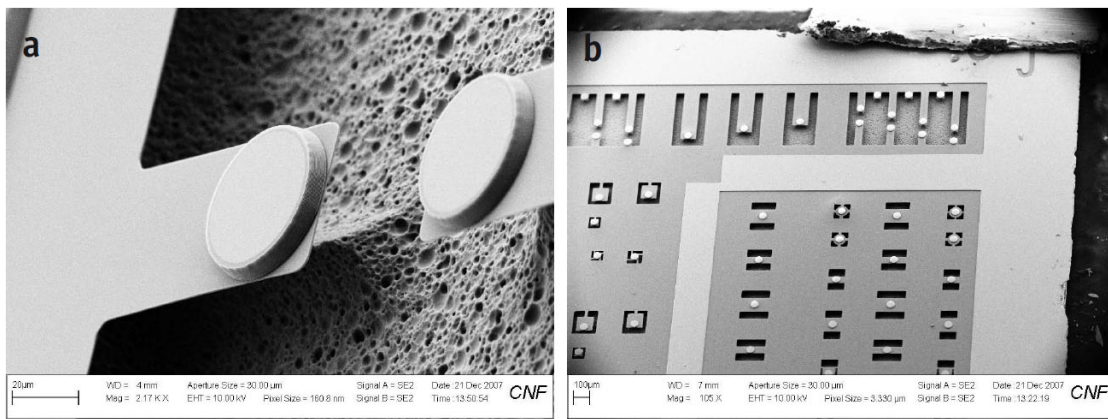 a
20µm
WD = 4 mm
Mag = 2.17 K X
Aperture Size = 30.00 µm
EHT = 10.00 kV
Pixel Size = 160.8 nm
Signal A = SE2
Signal B = SE2
Date :21 Dec 2007
Time :13:50:54
CNF
b
J
100µm
WD = 7 mm
Mag = 105 X
Aperture Size = 30.00 µm
EHT = 10.00 kV
Pixel Size = 3.330 µm
Signal A = SE2
Signal B = SE2
Date :21 Dec 2007
Time :13:22:19
CNF